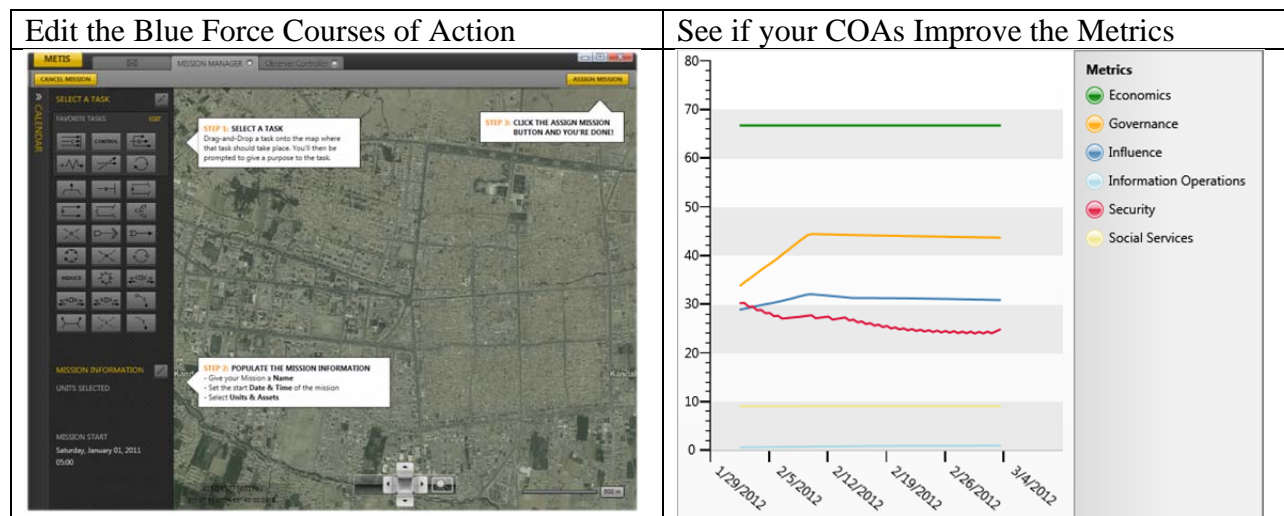 Edit the Blue Force Courses of Action
METIS
MISSION MANAGER
Observer Controller
CANCEL MISSION
ASSIGN MISSION
CALENDAR
SELECT A TASK
FAVORITE TASKS EDIT
CONTROL
INDUCE
STEP 1: SELECT A TASK
Drag-and-Drop a task onto the map where
that task should take place. You'll then be
prompted to give a purpose to the task.
STEP 3: CLICK THE ASSIGN MISSION
BUTTON AND YOU'RE DONE!
MISSION INFORMATION
UNITS SELECTED
MISSION START
Saturday, January 01, 2011
05:00
STEP 2: POPULATE THE MISSION INFORMATION
- Give your Mission a Name
- Set the start Date & Time of the mission
- Select Units & Assets
500 m
See if your COAs Improve the Metrics
80
70
60
50
40
30
20
10
0
1/29/2012
2/5/2012
2/12/2012
2/19/2012
2/26/2012
3/4/2012
Metrics
Economics
Governance
Influence
Information Operations
Security
Social Services